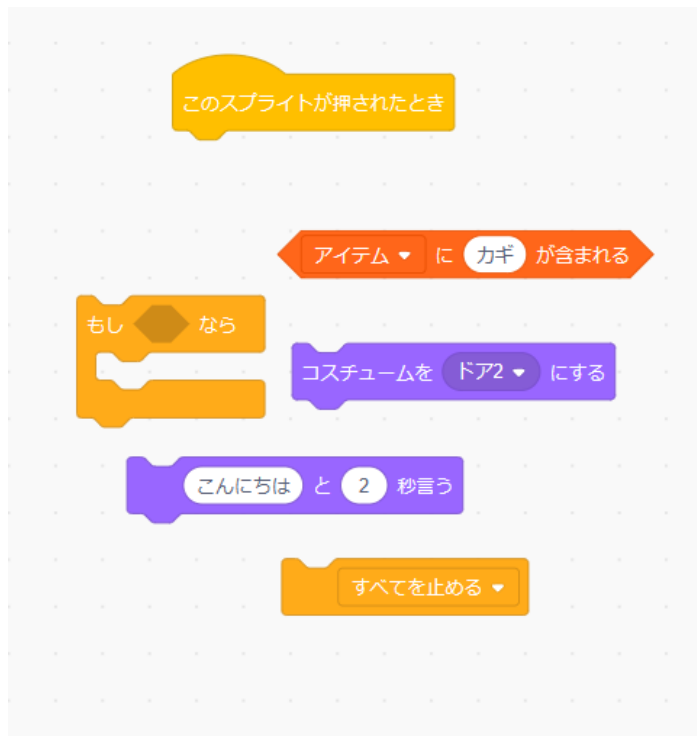 このスプライトが押されたとき
アイテム に カギ が含まれる
もし なら
コスチュームを ドア2 にする
こんにちは と 2 秒言う
すべてを止める